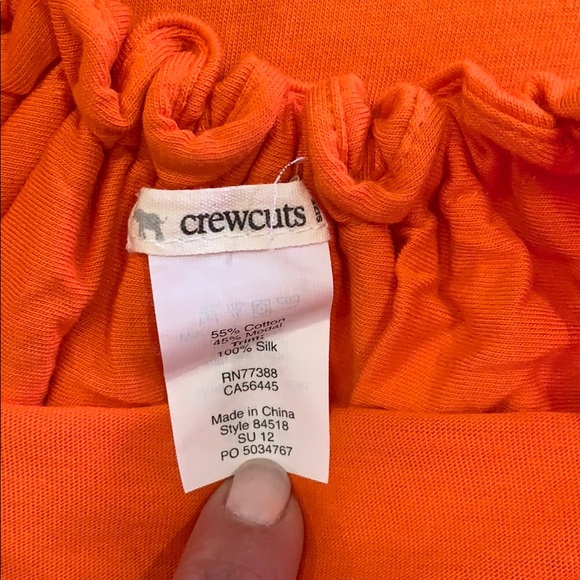 crewcuts
55% Cotton
45% Modal
Trim:
100% Silk
RN77388
CA56445
Made in China
Style 84518
SU 12
PO 5034767